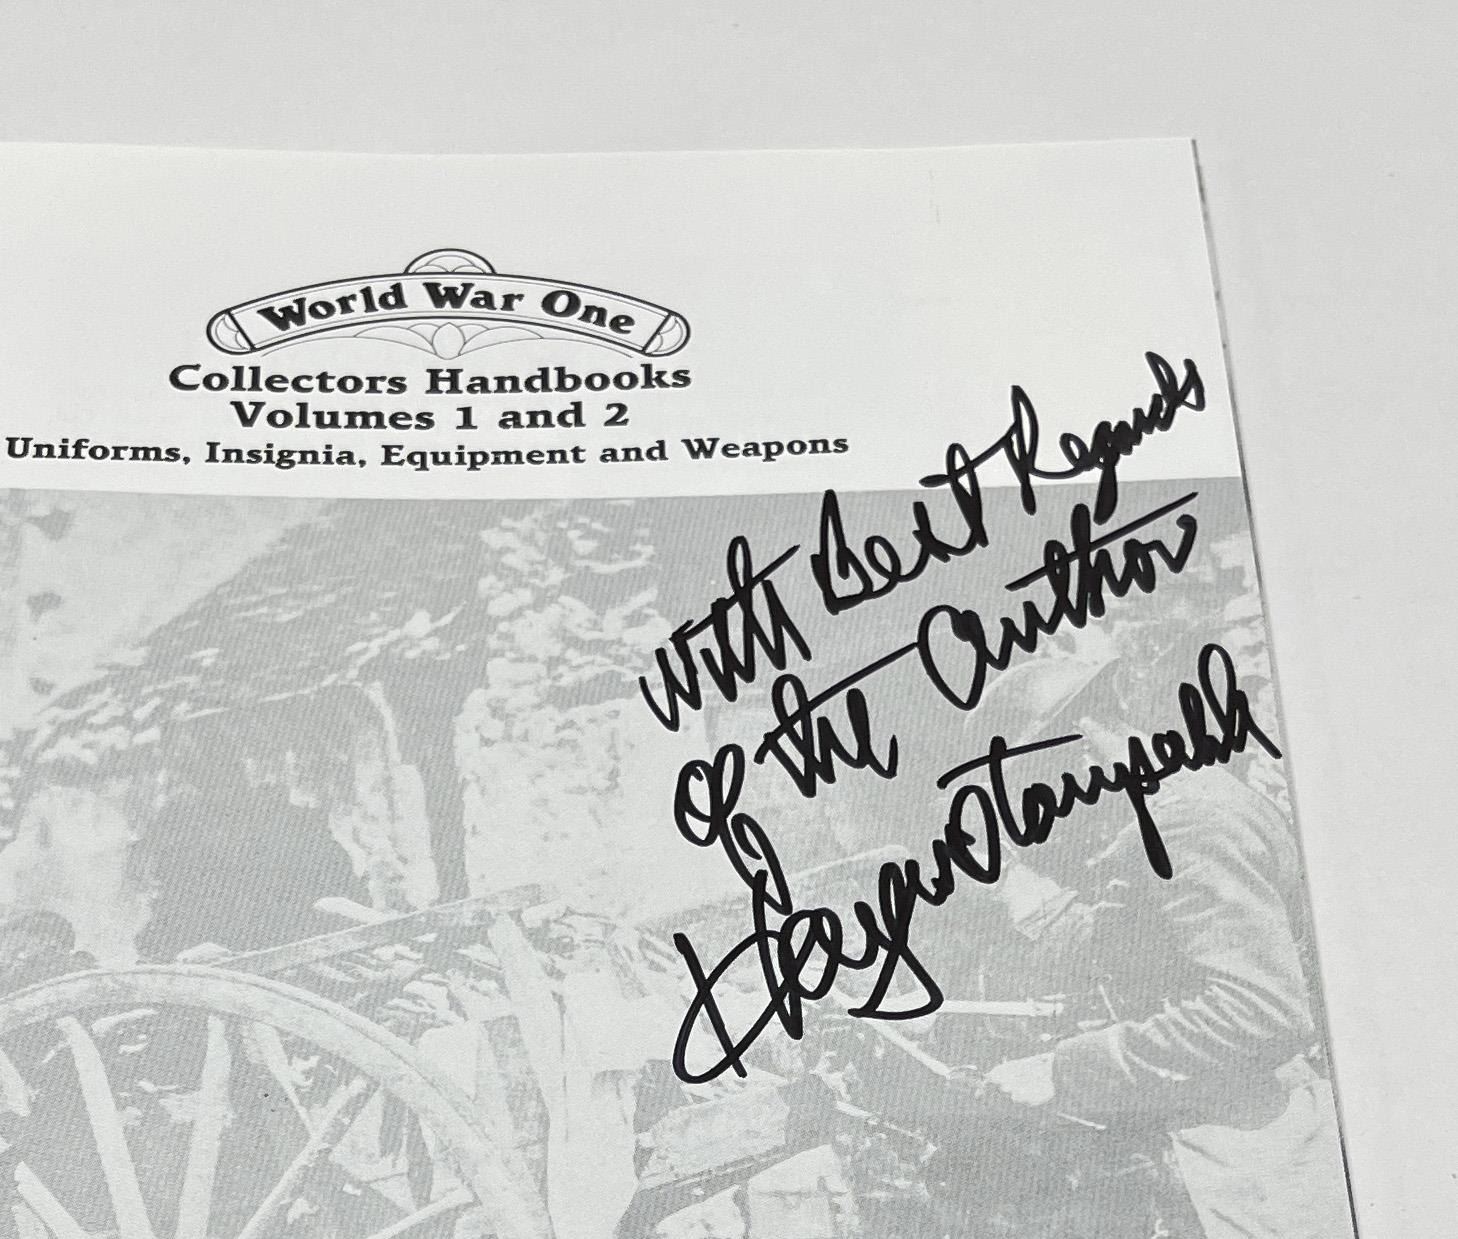 World War One
Collectors Handbooks
Volumes 1 and 2
Uniforms, Insignia, Equipment and Weapons
With Best Regards
of the author